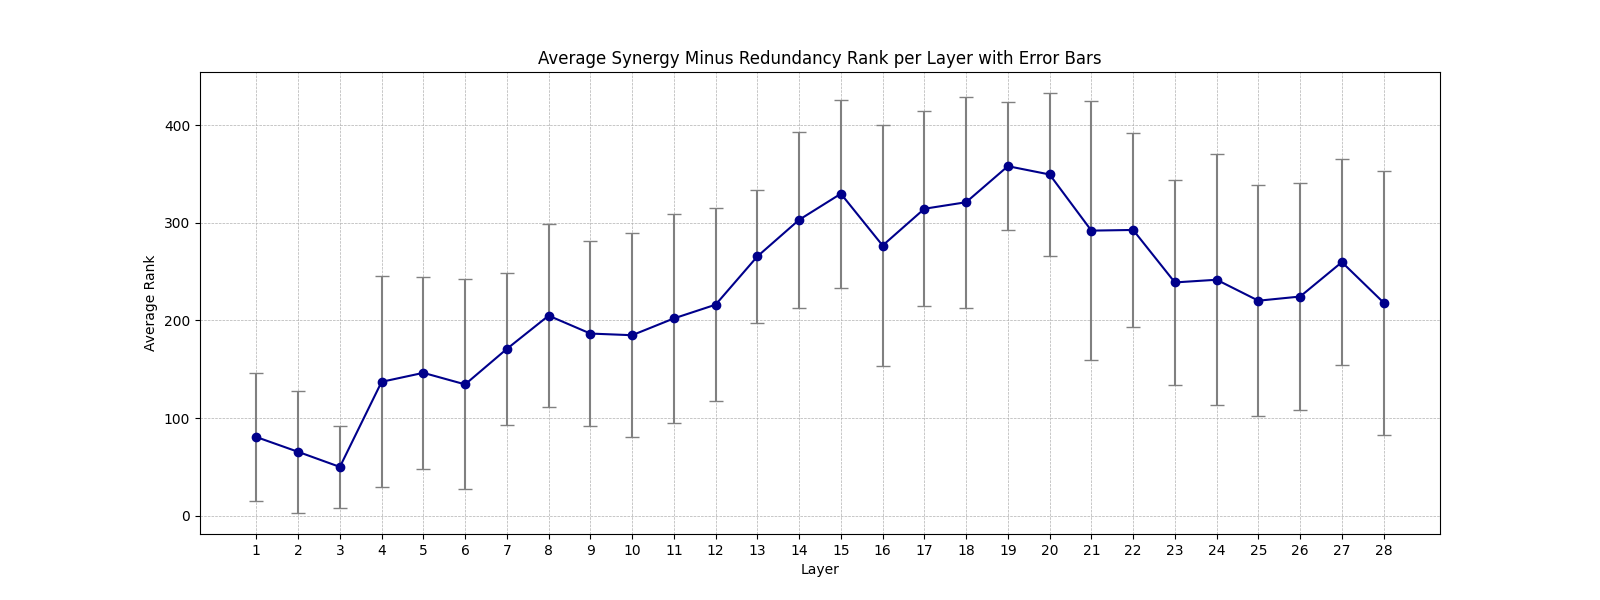 Average Synergy Minus Redundancy Rank per Layer with Error Bars
400
300
200
100
0
Average Rank
1 2 3 4 5 6 7 8 9 10 11 12 13 14 15 16 17 18 19 20 21 22 23 24 25 26 27 28
Layer